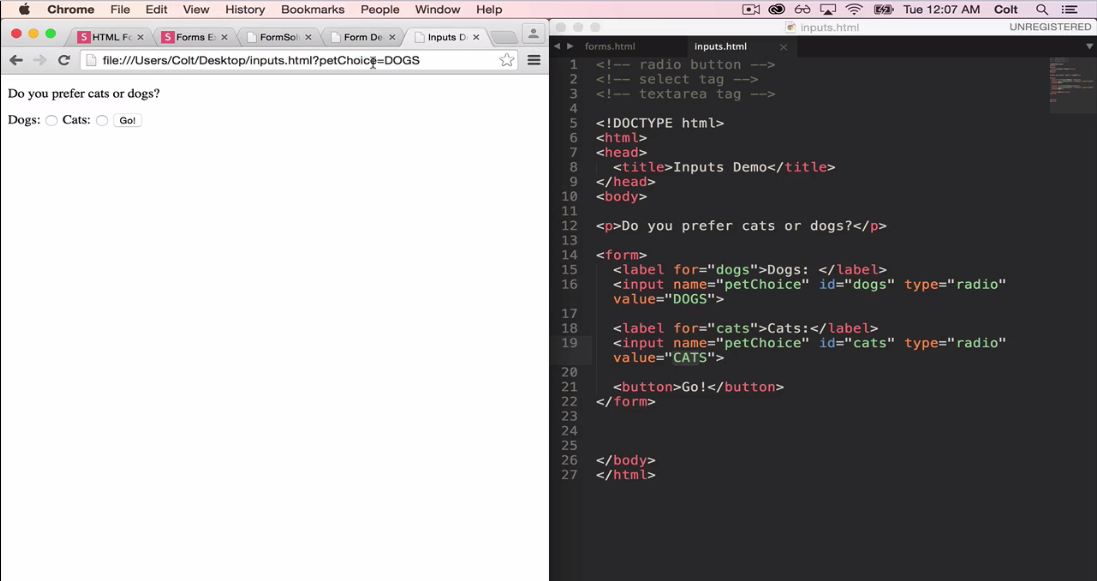 Chrome File Edit View History Bookmarks People Window Help Tue 12:07 AM Colt
HTML Fo Forms Ex FormSol Form De Inputs D
file:///Users/Colt/Desktop/inputs.html?petChoice=DOGS
Do you prefer cats or dogs?
Dogs: Cats: Go!
inputs.html UNREGISTERED
forms.html inputs.html
1 <!-- radio button -->
2 <!-- select tag -->
3 <!-- textarea tag -->
4
5 <!DOCTYPE html>
6 <html>
7 <head>
8 <title>Inputs Demo</title>
9 </head>
10 <body>
11
12 <p>Do you prefer cats or dogs?</p>
13
14 <form>
15 <label for="dogs">Dogs: </label>
16 <input name="petChoice" id="dogs" type="radio"
value="DOGS">
17
18 <label for="cats">Cats:</label>
19 <input name="petChoice" id="cats" type="radio"
value="CATS">
20
21 <button>Go!</button>
22 </form>
23
24
25
26 </body>
27 </html>